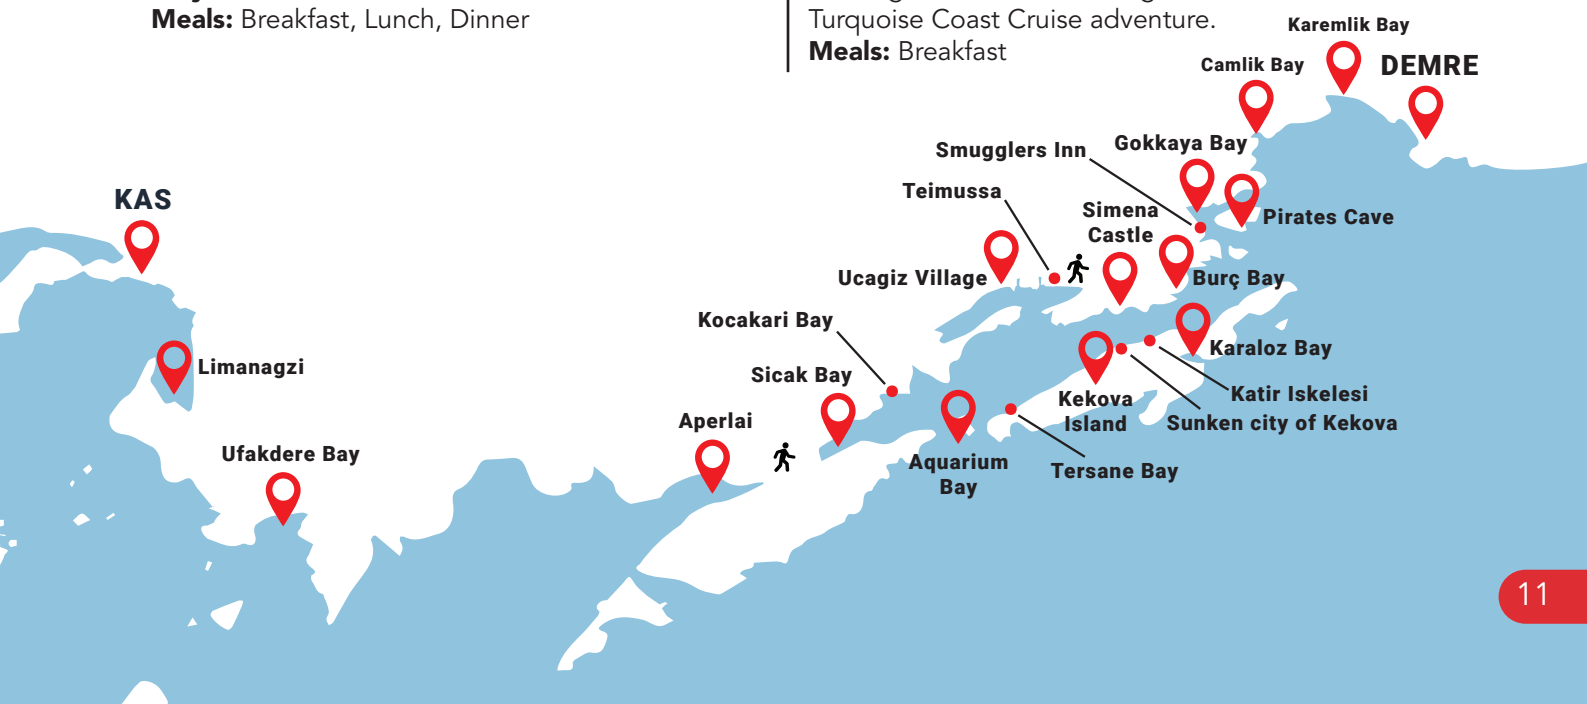 Meals: Breakfast, Lunch, Dinner
Turquoise Coast Cruise adventure.
Meals: Breakfast
Karemlik Bay
Camlik Bay
DEMRE
Smugglers Inn
Gokkaya Bay
Teimussa
Simena
Castle
Pirates Cave
KAS
Ucagiz Village
Burç Bay
Kocakari Bay
Karaloz Bay
Limanagzi
Sicak Bay
Katir Iskelesi
Kekova
Island
Sunken city of Kekova
Aperlai
Ufakdere Bay
Aquarium
Bay
Tersane Bay
11